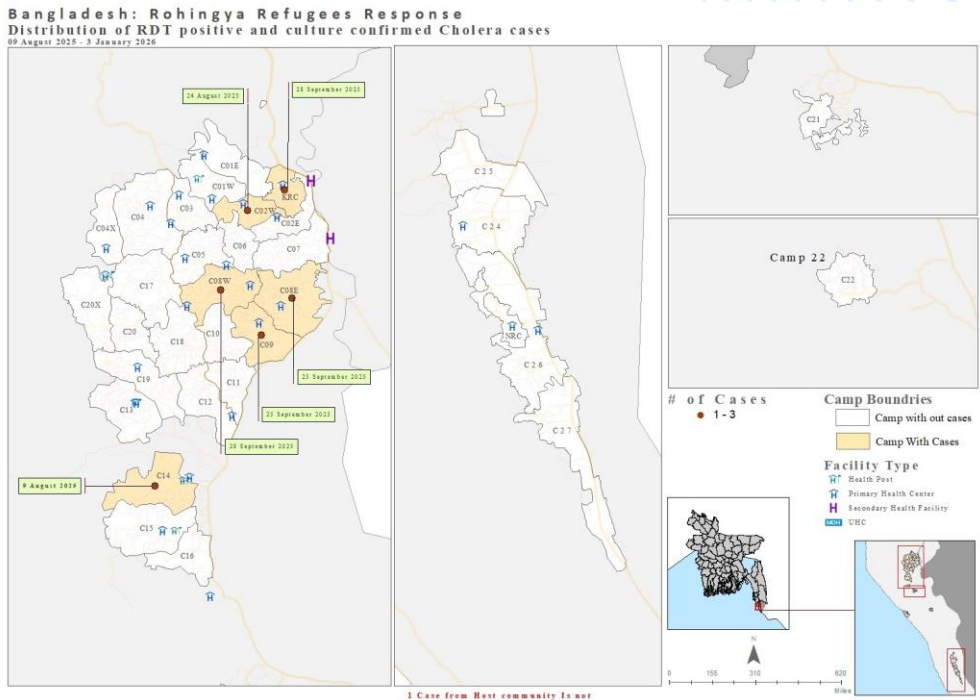 Bangladesh: Rohingya Refugees Response
Distribution of RDT positive and culture confirmed Cholera cases
09 August 2025 - 3 January 2026
24 August 2025
28 September 2025
C01E
C01W
KRC
C02W
C02E
C03
C04
C04X
C05
C06
C07
C17
C08W
C08E
C20X
C20
C10
C18
C09
C19
C11
C12
C13
25 September 2025
25 September 2025
28 September 2025
9 August 2025
C14
C15
C16
C25
C24
NRC
C26
C27
C21
Camp 22
C22
# of Cases
1 - 3
Camp Boundries
Camp with out cases
Camp With Cases
Facility Type
Health Post
Primary Health Center
Secondary Health Facility
MOH UHC
N
0 155 310 620
Miles
1 Case from Host community Is not